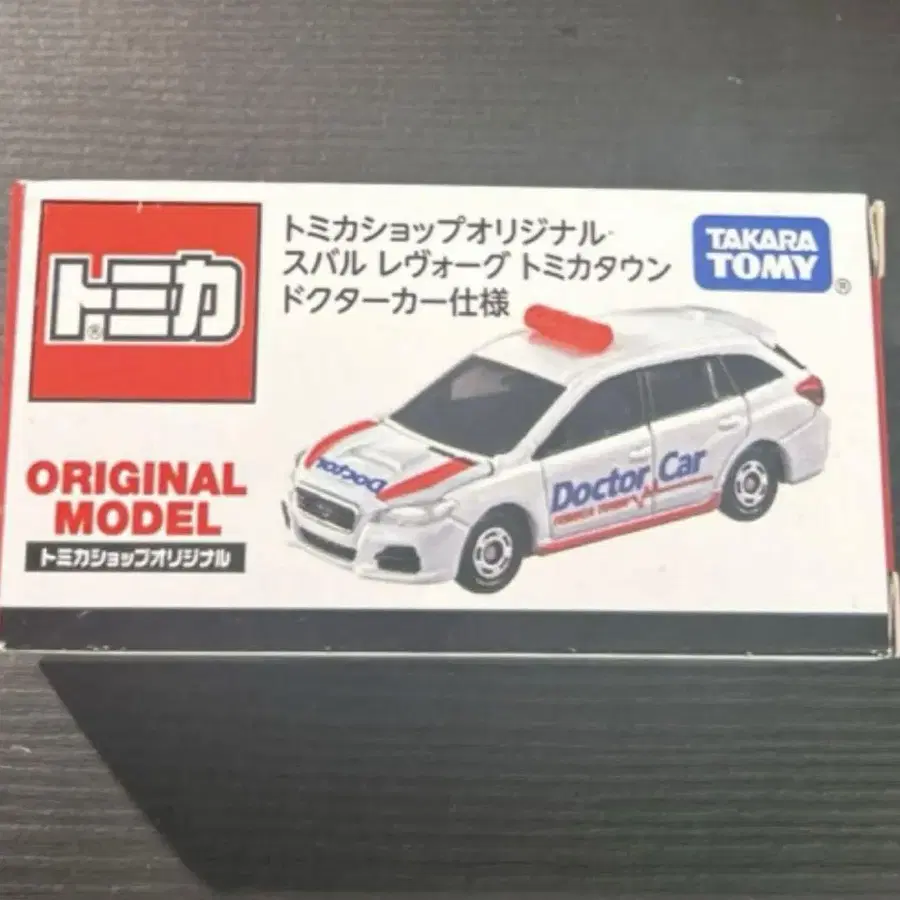 トミカ
®
トミカショップオリジナル
スバル レヴォーグ トミカタウン
ドクターカー仕様
TAKARA
TOMY
®
ORIGINAL
MODEL
トミカショップオリジナル
Doctor
Doctor Car